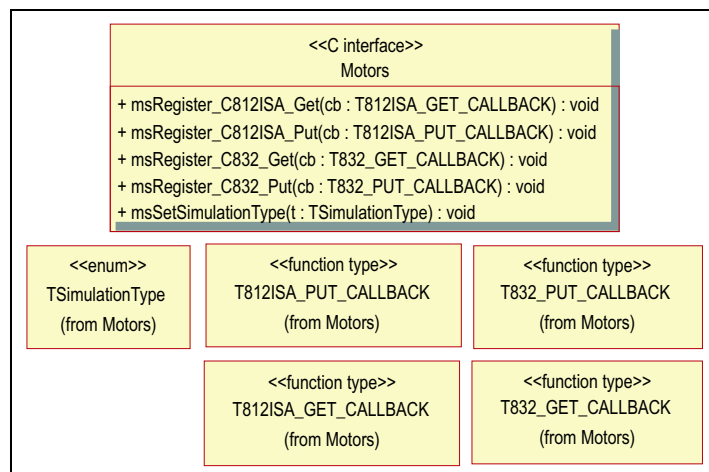 <<C interface>>
Motors
+ msRegister_C812ISA_Get(cb : T812ISA_GET_CALLBACK) : void
+ msRegister_C812ISA_Put(cb : T812ISA_PUT_CALLBACK) : void
+ msRegister_C832_Get(cb : T832_GET_CALLBACK) : void
+ msRegister_C832_Put(cb : T832_PUT_CALLBACK) : void
+ msSetSimulationType(t : TSimulationType) : void
<<enum>>
TSimulationType
(from Motors)
<<function type>>
T812ISA_PUT_CALLBACK
(from Motors)
<<function type>>
T832_PUT_CALLBACK
(from Motors)
<<function type>>
T812ISA_GET_CALLBACK
(from Motors)
<<function type>>
T832_GET_CALLBACK
(from Motors)